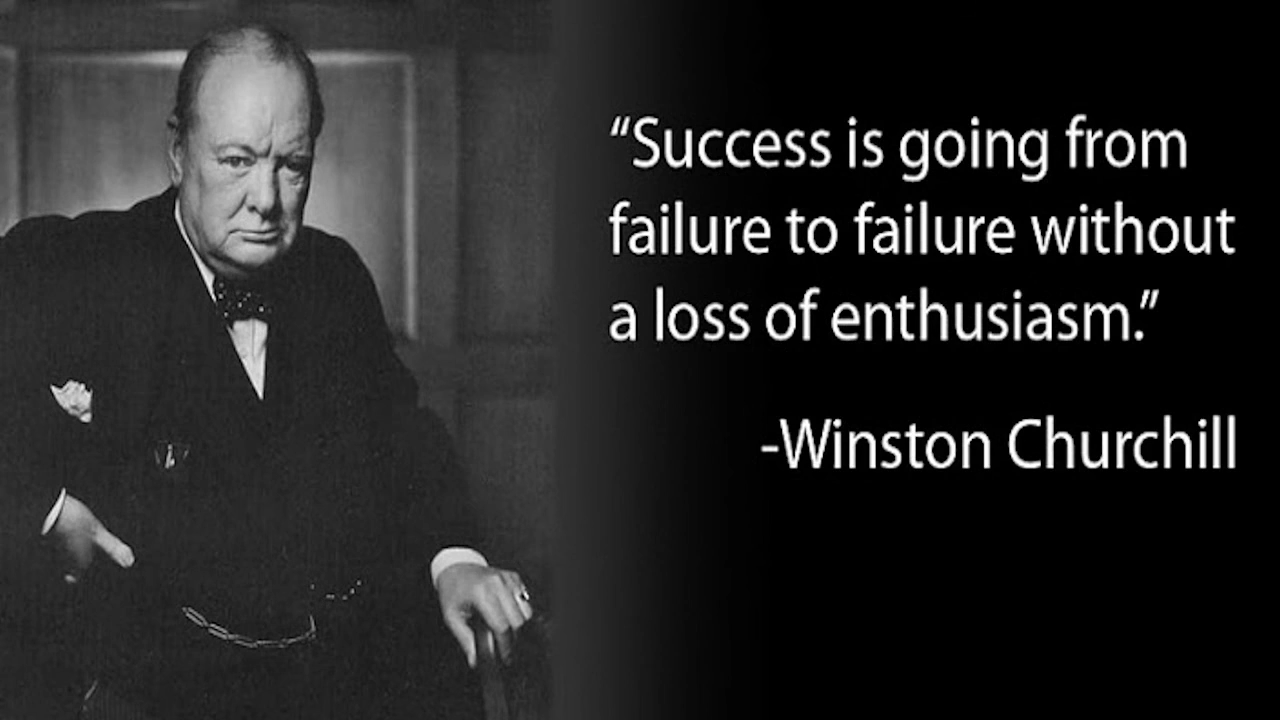 “Success is going from
failure to failure without
a loss of enthusiasm.”
-Winston Churchill